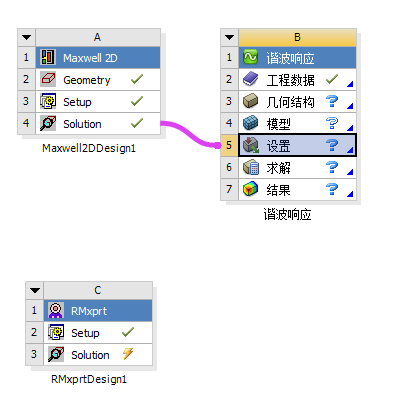 A
1 Maxwell 2D
2 Geometry
3 Setup
4 Solution
Maxwell2DDesign1
B
1 谐波响应
2 工程数据
3 几何结构 ?
4 模型 ?
5 设置 ?
6 求解 ?
7 结果 ?
谐波响应
C
1 RMxprt
2 Setup
3 Solution
RMxprtDesign1